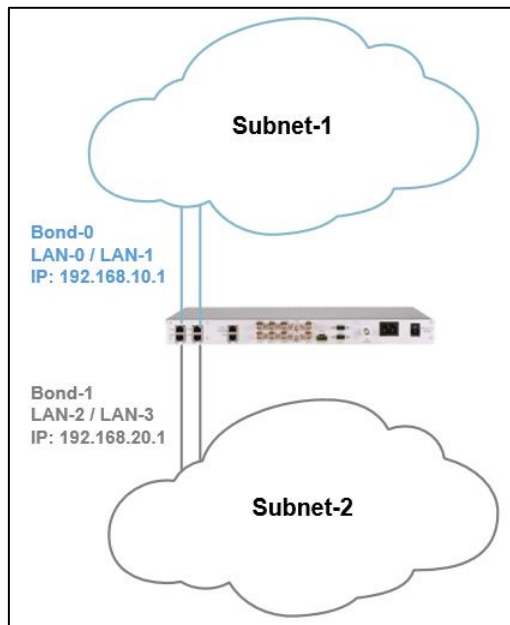 Subnet-1
Bond-0
LAN-0 / LAN-1
IP: 192.168.10.1
Bond-1
LAN-2 / LAN-3
IP: 192.168.20.1
Subnet-2